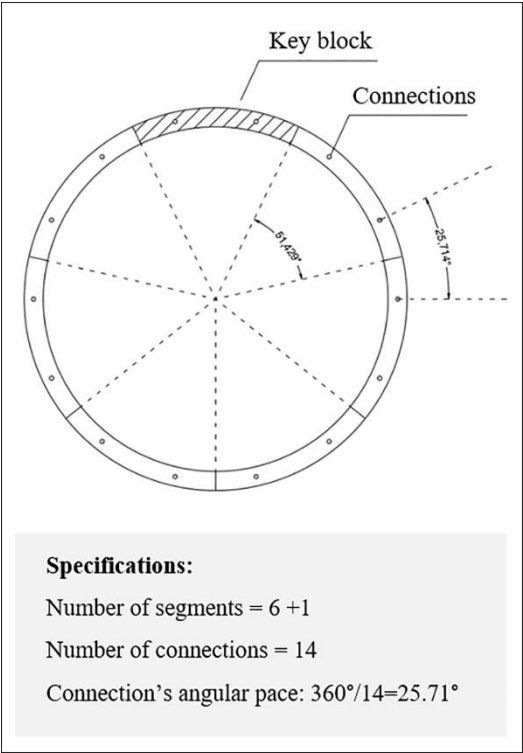 Key block
Connections
51,429°
25,714°
Specifications:
Number of segments = 6 +1
Number of connections = 14
Connection’s angular pace: 360°/14=25.71°